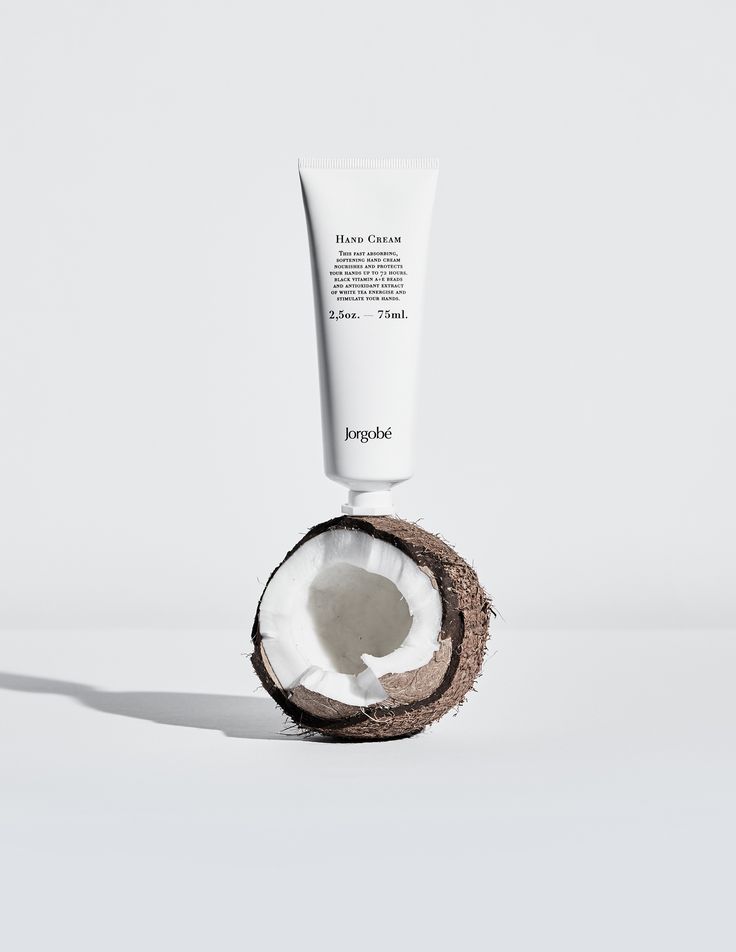 Hand Cream
This fast absorbing,
softening hand cream
nourishes and protects
your hands up to 72 hours.
Black vitamin A+E beads
and antioxidant extract
of white tea energise and
stimulate your hands.
2,5oz. — 75ml.
Jorgobé